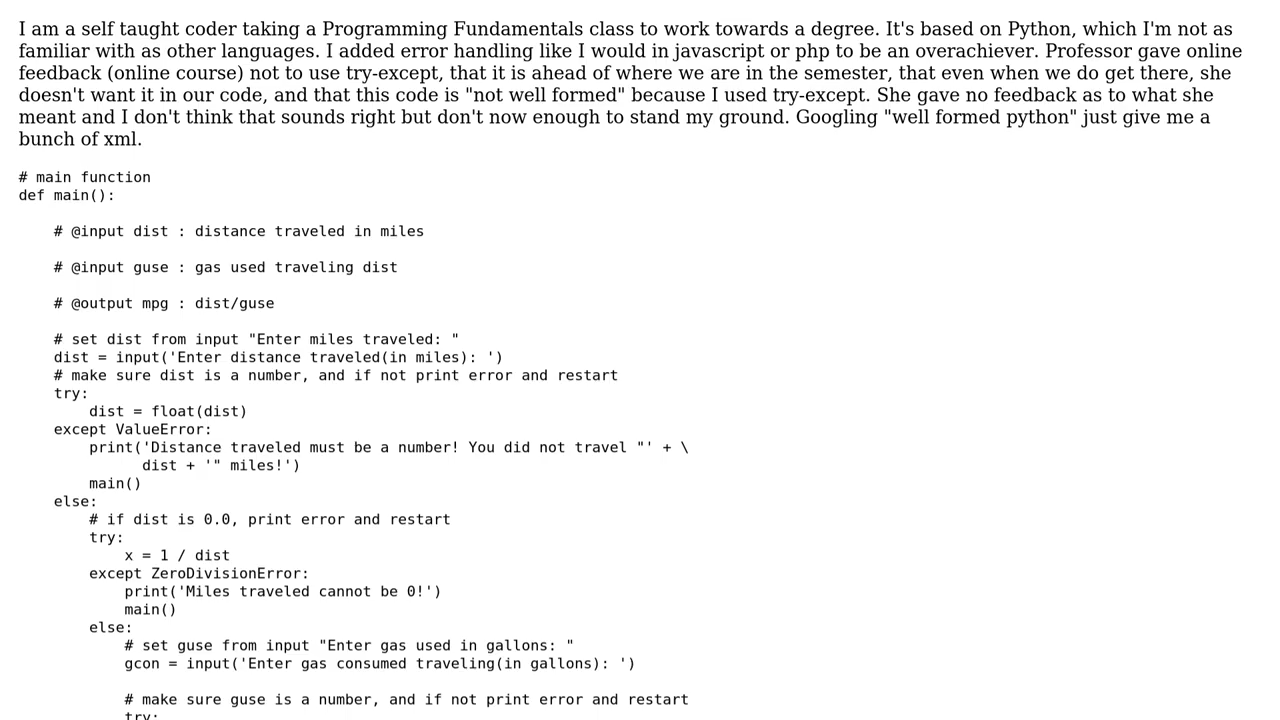 I am a self taught coder taking a Programming Fundamentals class to work towards a degree. It's based on Python, which I'm not as
familiar with as other languages. I added error handling like I would in javascript or php to be an overachiever. Professor gave online
feedback (online course) not to use try-except, that it is ahead of where we are in the semester, that even when we do get there, she
doesn't want it in our code, and that this code is "not well formed" because I used try-except. She gave no feedback as to what she
meant and I don't think that sounds right but don't now enough to stand my ground. Googling "well formed python" just give me a
bunch of xml.
# main function
def main():
    # @input dist : distance traveled in miles
    # @input guse : gas used traveling dist
    # @output mpg : dist/guse
    # set dist from input "Enter miles traveled: "
    dist = input('Enter distance traveled(in miles): ')
    # make sure dist is a number, and if not print error and restart
    try:
        dist = float(dist)
    except ValueError:
        print('Distance traveled must be a number! You did not travel "' + \
              dist + '" miles!')
        main()
    else:
        # if dist is 0.0, print error and restart
        try:
            x = 1 / dist
        except ZeroDivisionError:
            print('Miles traveled cannot be 0!')
            main()
        else:
            # set guse from input "Enter gas used in gallons: "
            gcon = input('Enter gas consumed traveling(in gallons): ')
            # make sure guse is a number, and if not print error and restart
            try: